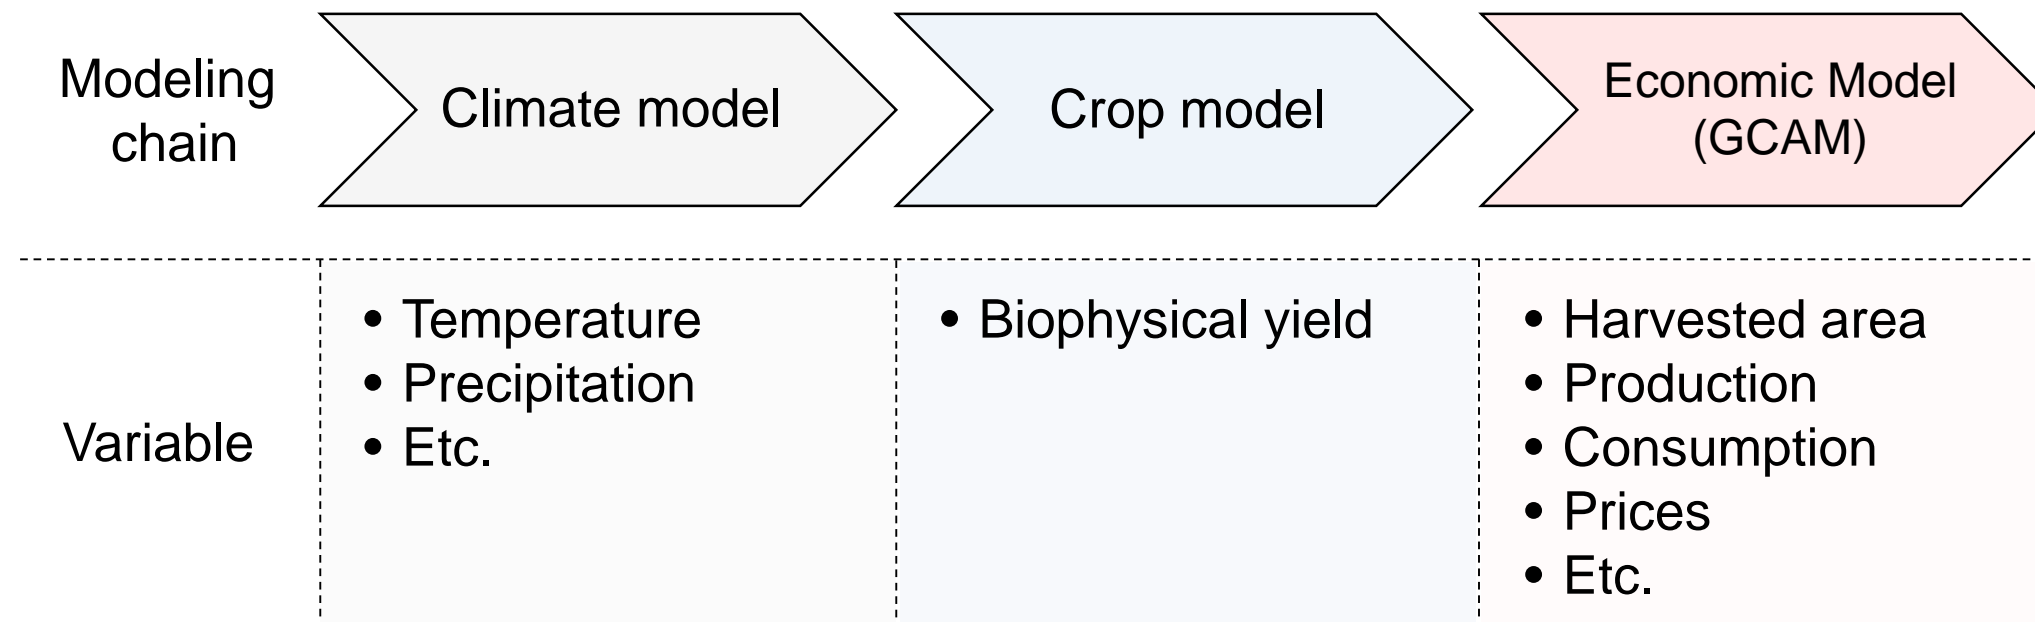 Modeling
chain
Climate model
Crop model
Economic Model
(GCAM)
Variable
• Temperature
• Precipitation
• Etc.
• Biophysical yield
• Harvested area
• Production
• Consumption
• Prices
• Etc.